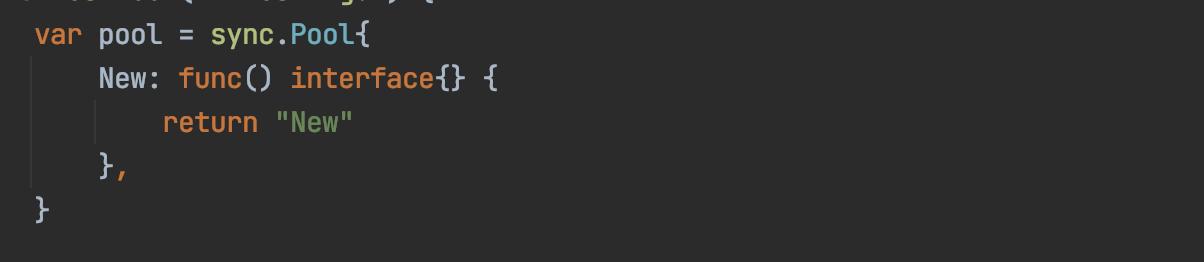 var pool = sync.Pool{
    New: func() interface{} {
        return "New"
    },
}